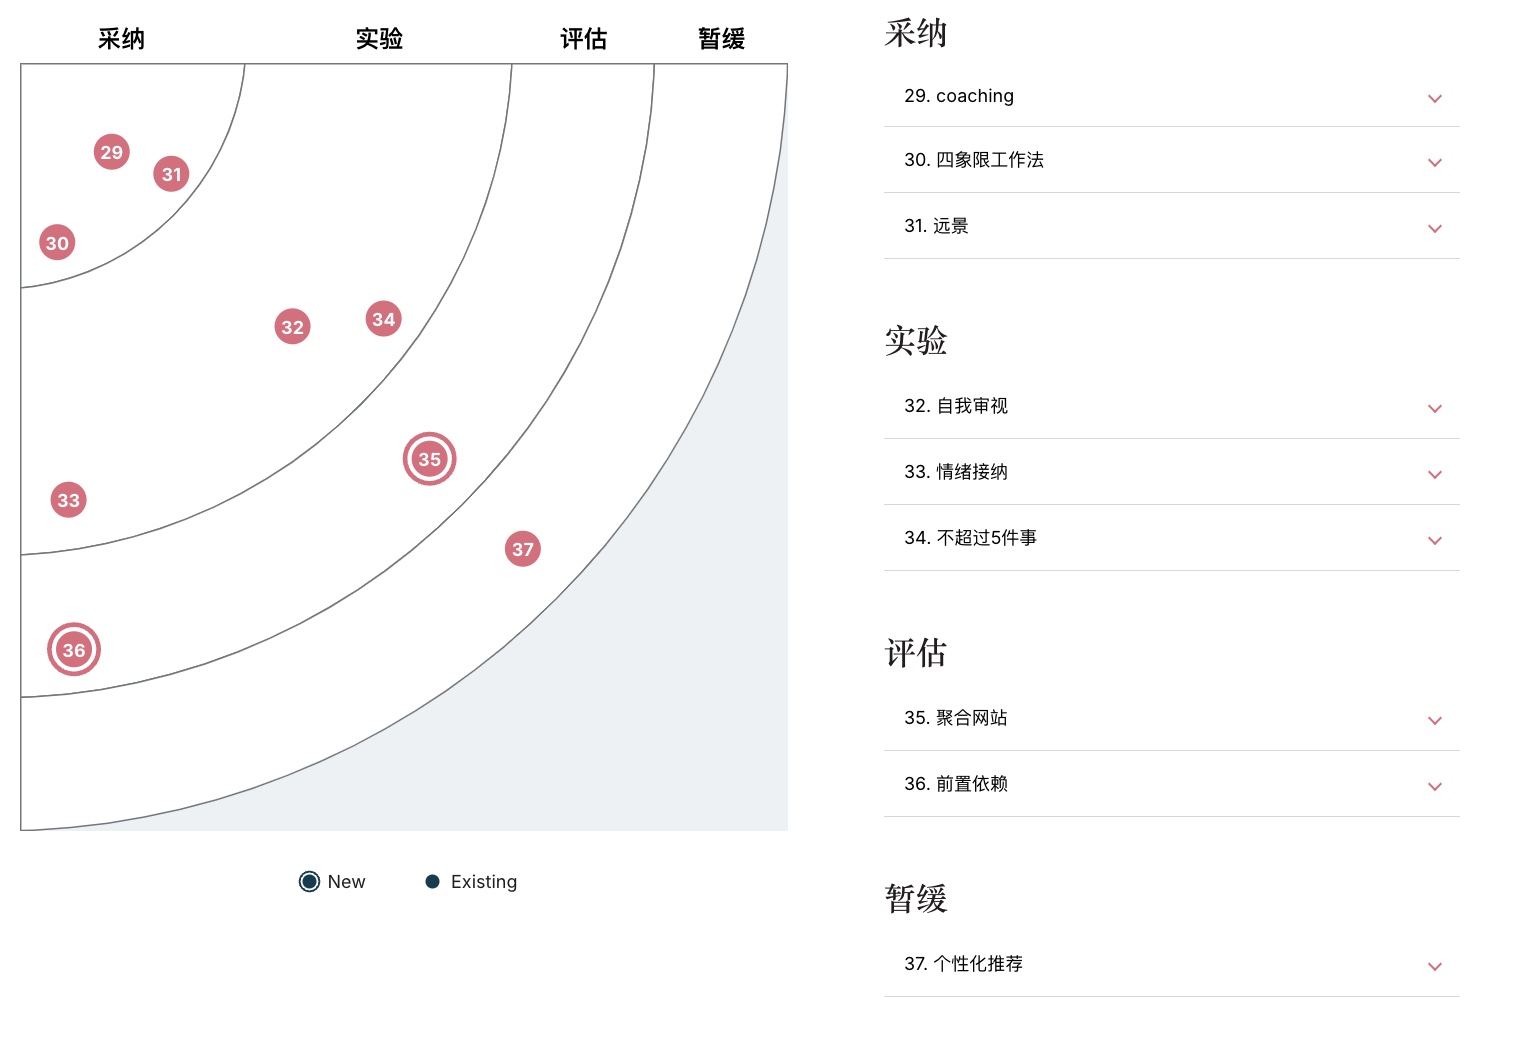 采纳 实验 评估 暂缓
29
31
30
32
34
35
33
37
36
New Existing
采纳
29. coaching
30. 四象限工作法
31. 远景
实验
32. 自我审视
33. 情绪接纳
34. 不超过5件事
评估
35. 聚合网站
36. 前置依赖
暂缓
37. 个性化推荐